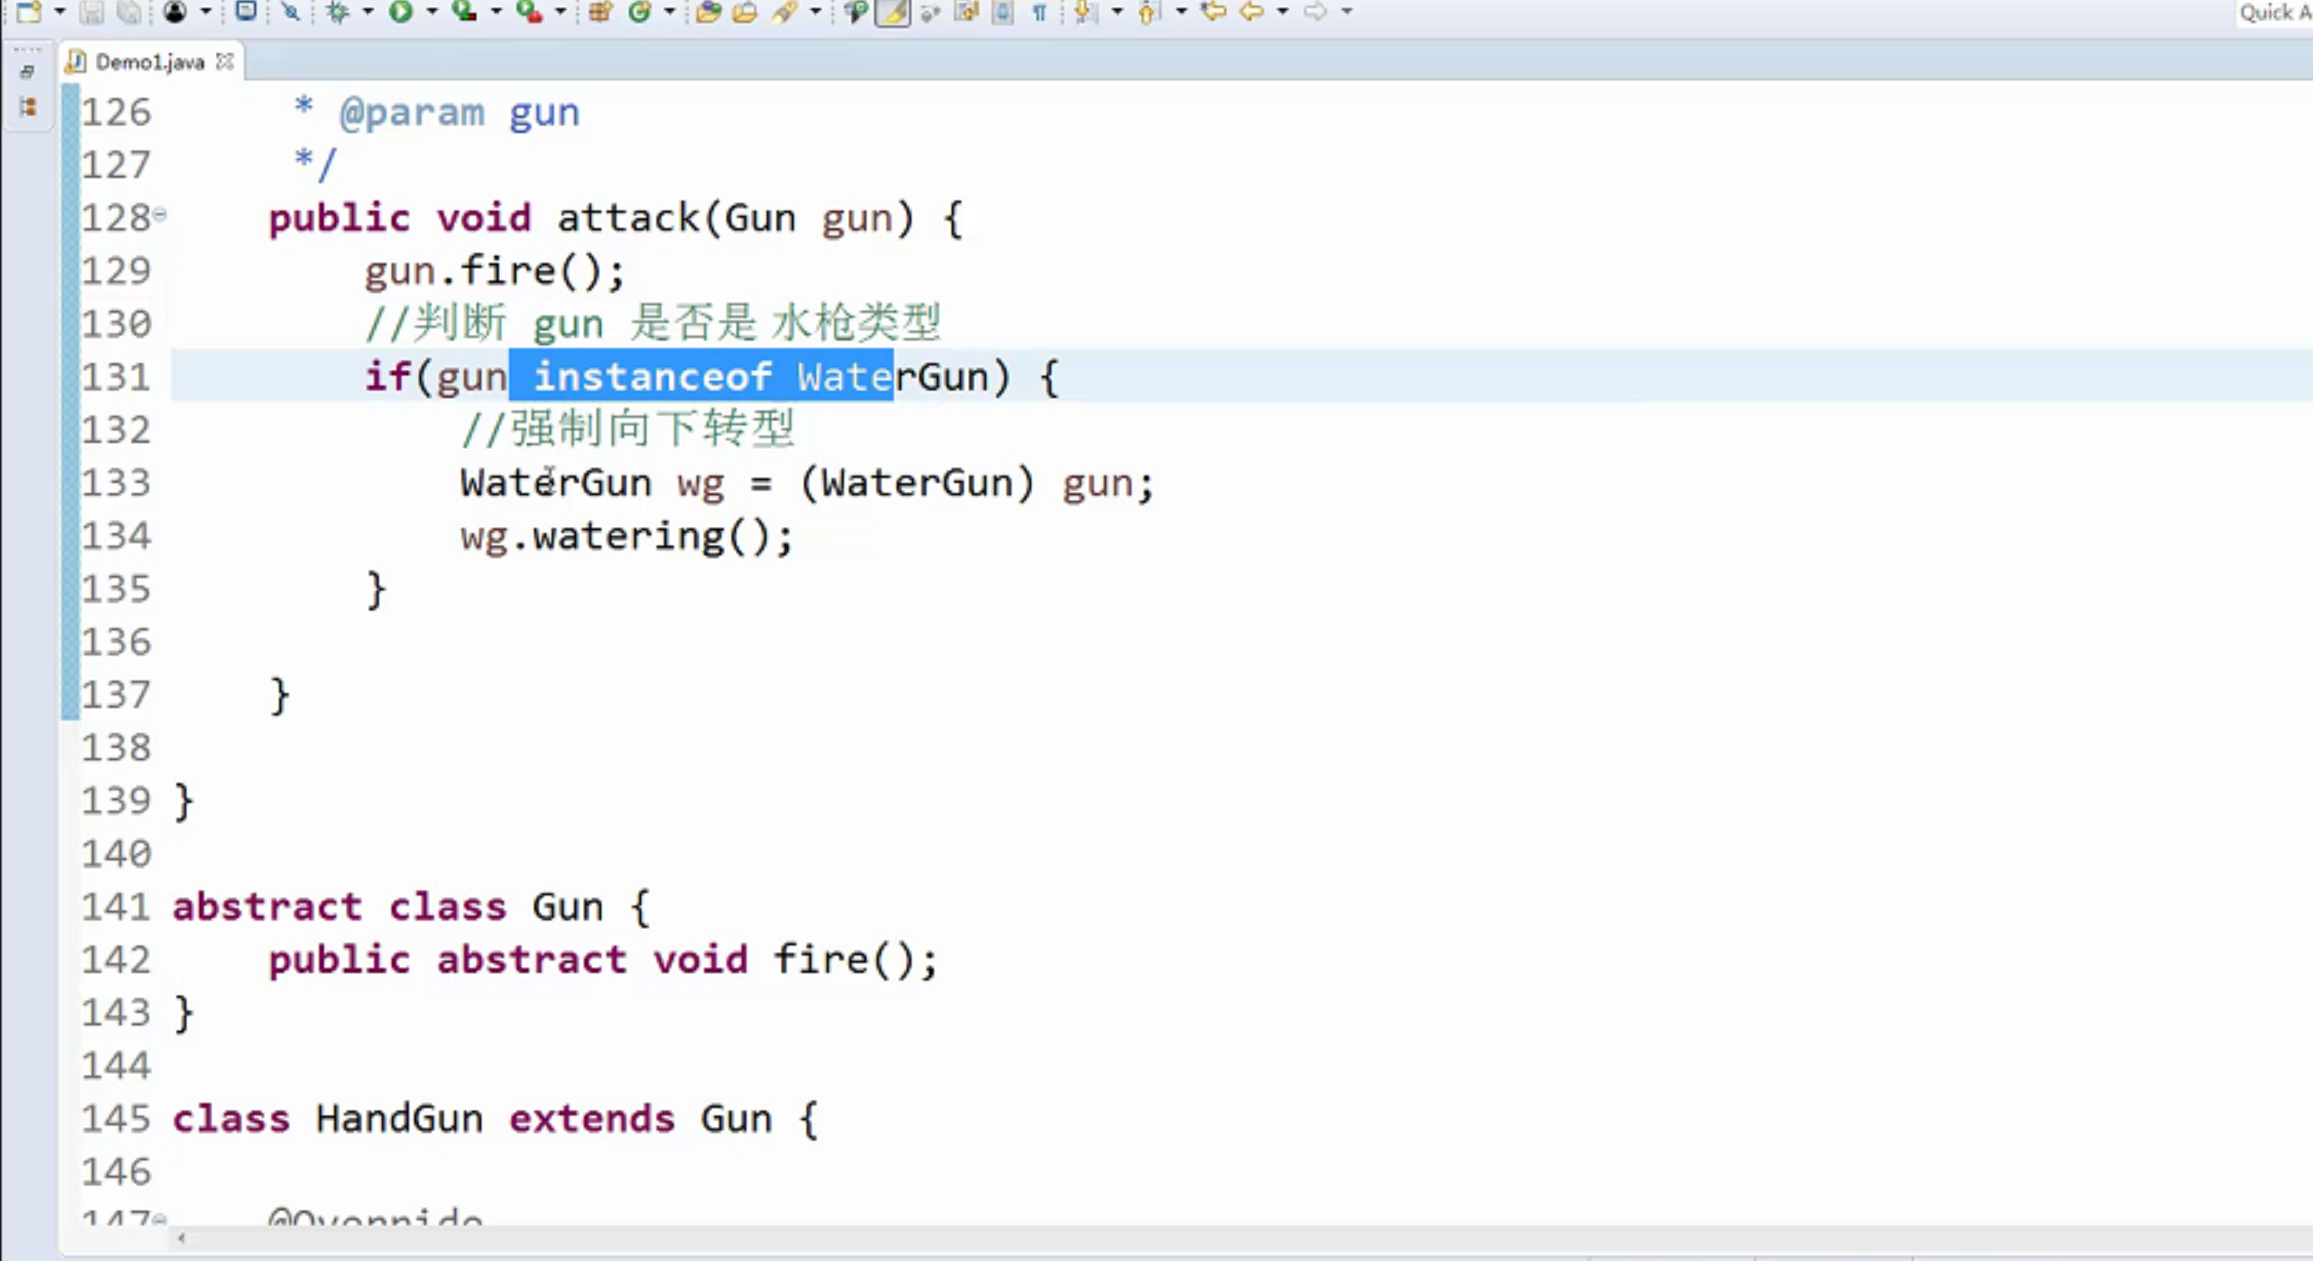 Quick A
Demo1.java
126 * @param gun
127 */
128 public void attack(Gun gun) {
129 gun.fire();
130 //判断 gun 是否是 水枪类型
131 if(gun instanceof WaterGun) {
132 //强制向下转型
133 WaterGun wg = (WaterGun) gun;
134 wg.watering();
135 }
136
137 }
138
139 }
140
141 abstract class Gun {
142 public abstract void fire();
143 }
144
145 class HandGun extends Gun {
146
147 @Override